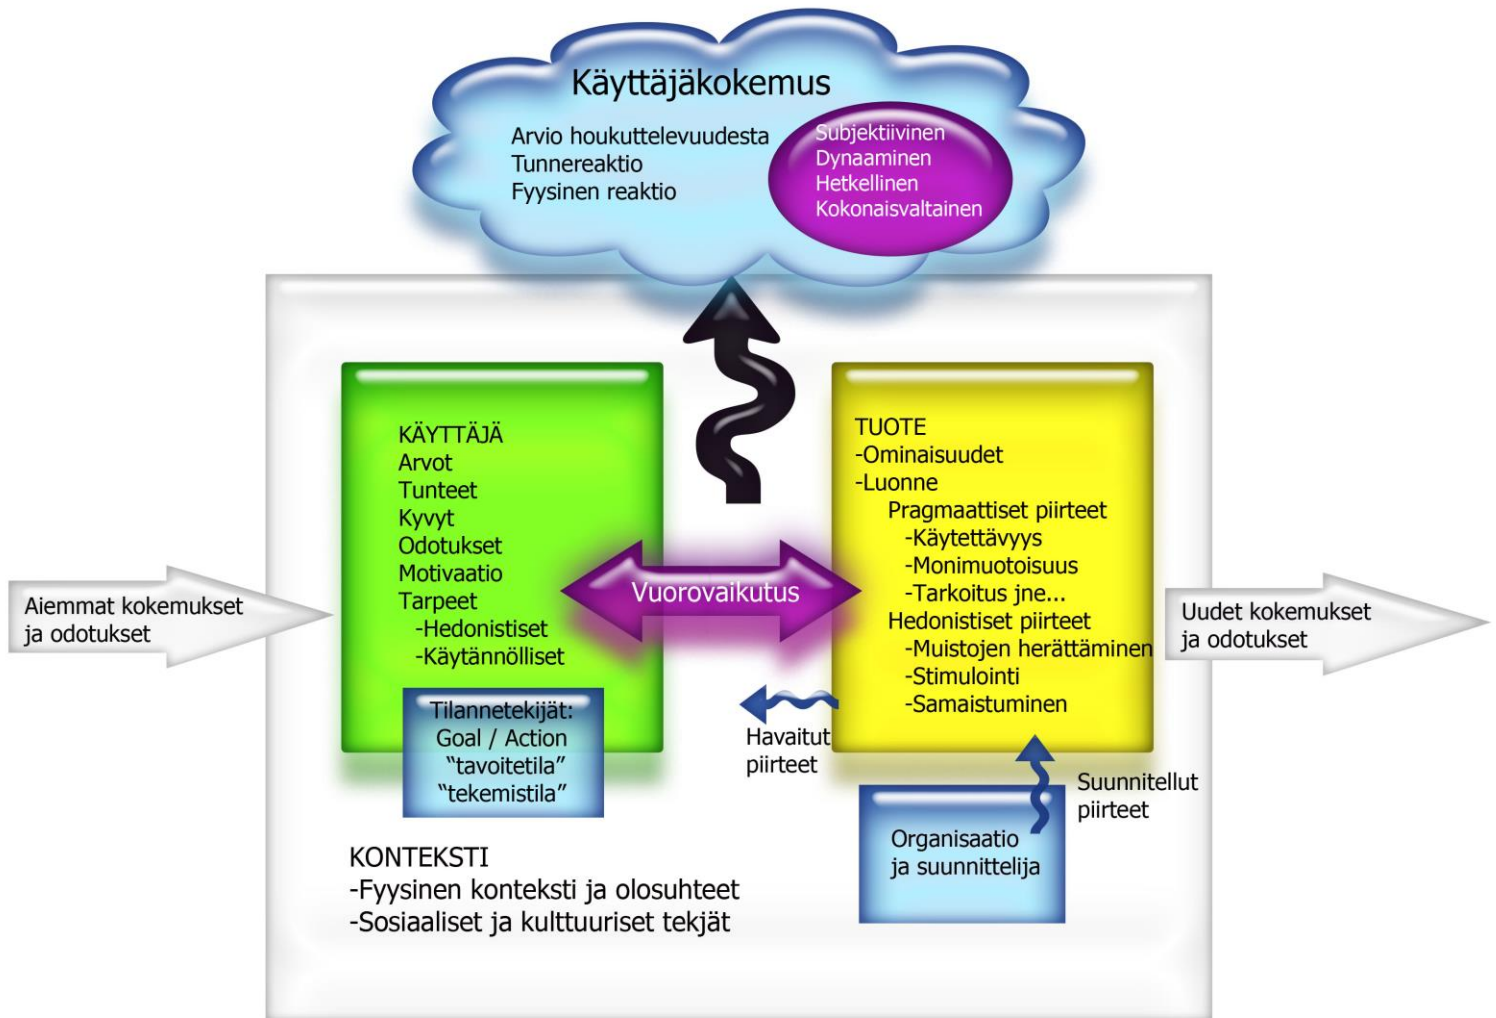 Käyttäjäkokemus
Arvio houkuttelevuudesta
Tunnereaktio
Fyysinen reaktio
Subjektiivinen
Dynaaminen
Hetkellinen
Kokonaisvaltainen
Aiemmat kokemukset
ja odotukset
KÄYTTÄJÄ
Arvot
Tunteet
Kyvyt
Odotukset
Motivaatio
Tarpeet
-Hedonistiset
-Käytännölliset
Tilannetekijät:
Goal / Action
"tavoitetila"
"tekemistila"
Vuorovaikutus
Havaitut
piirteet
TUOTE
-Ominaisuudet
-Luonne
Pragmaattiset piirteet
-Käytettävyys
-Monimuotoisuus
-Tarkoitus jne...
Hedonistiset piirteet
-Muistojen herättäminen
-Stimulointi
-Samaistuminen
Suunnitellut
piirteet
Organisaatio
ja suunnittelija
KONTEKSTI
-Fyysinen konteksti ja olosuhteet
-Sosiaaliset ja kulttuuriset tekjät
Uudet kokemukset
ja odotukset